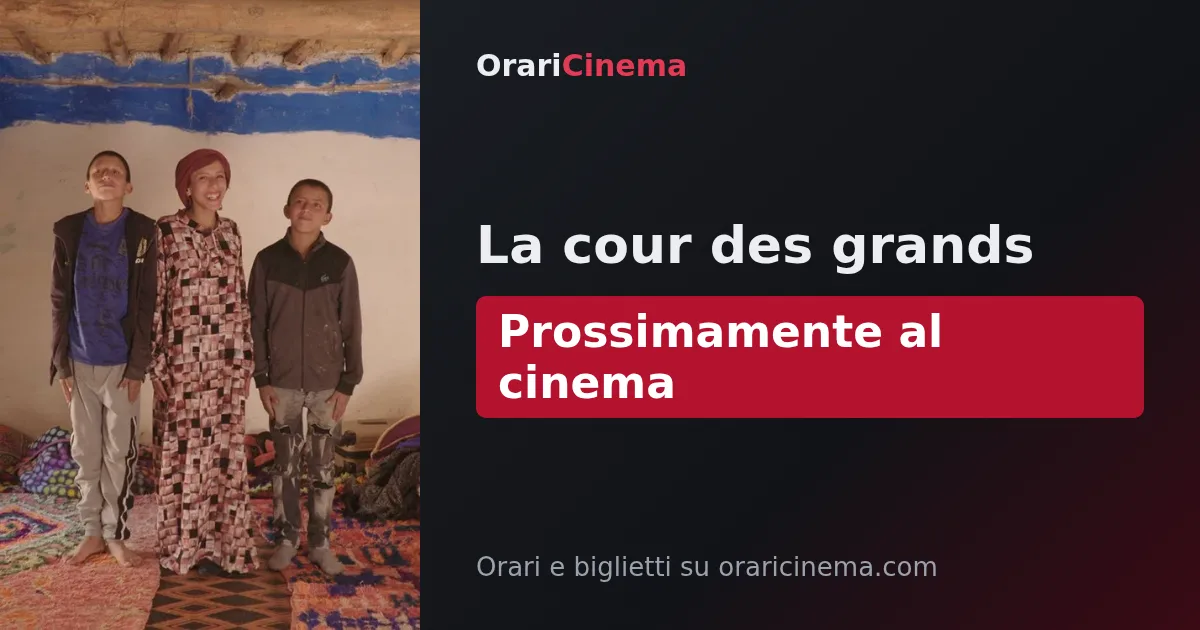 OrariCinema
La cour des grands
Prossimamente al
cinema
Orari e biglietti su oraricinema.com